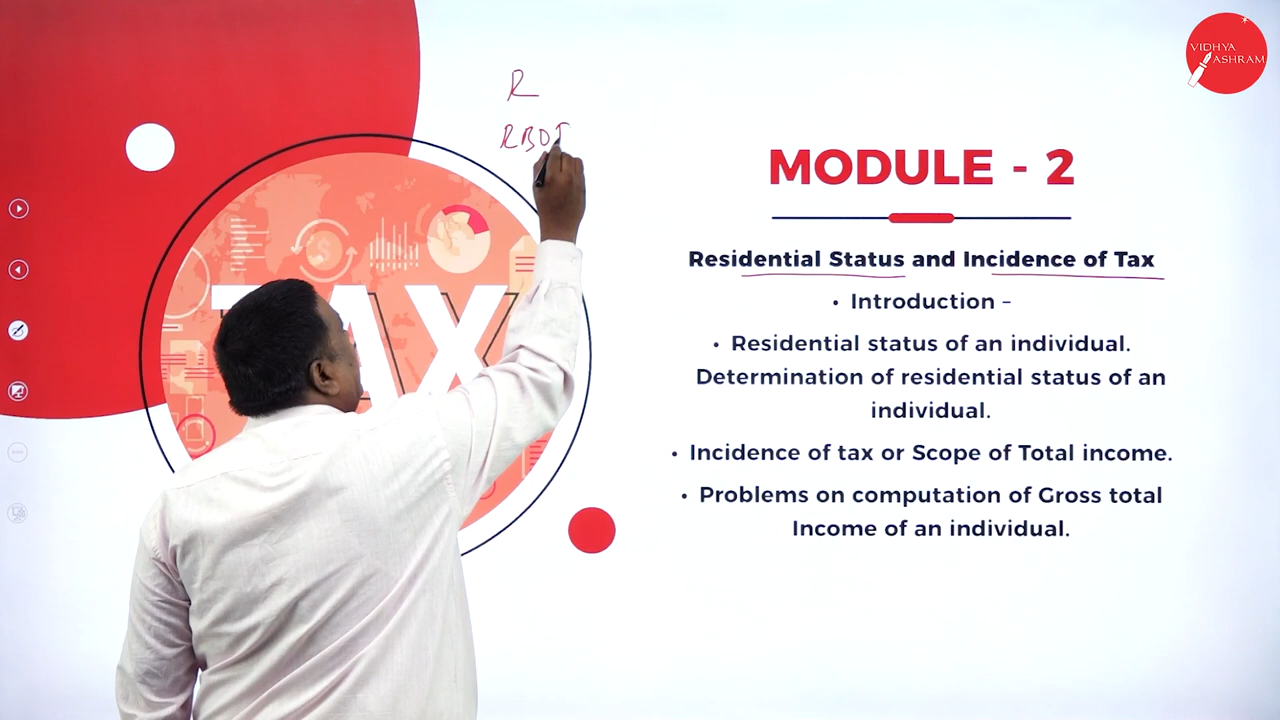 VIDHYA
ASHRAM
R
RBOI
TAX
MODULE - 2
Residential Status and Incidence of Tax
• Introduction –
• Residential status of an individual.
Determination of residential status of an
individual.
• Incidence of tax or Scope of Total income.
• Problems on computation of Gross total
Income of an individual.